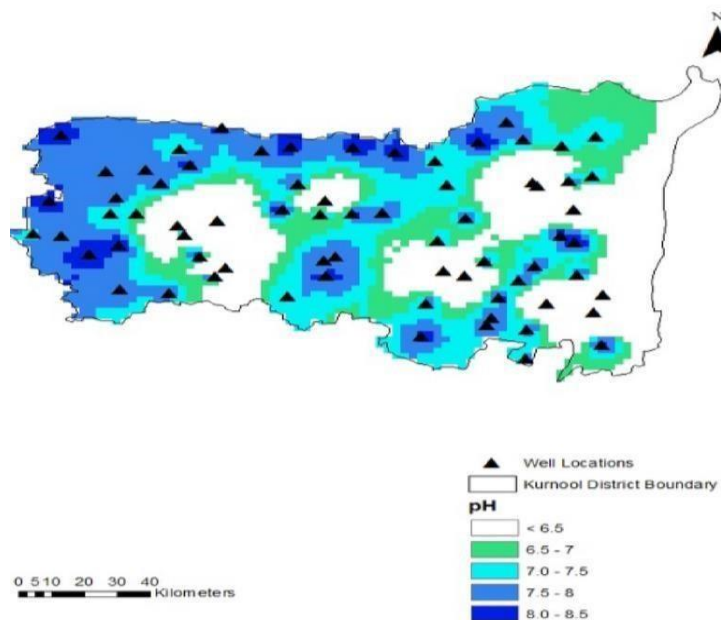 N
Well Locations
Kurnool District Boundary
pH
< 6.5
6.5 - 7
7.0 - 7.5
7.5 - 8
8.0 - 8.5
0 5 10 20 30 40
Kilometers